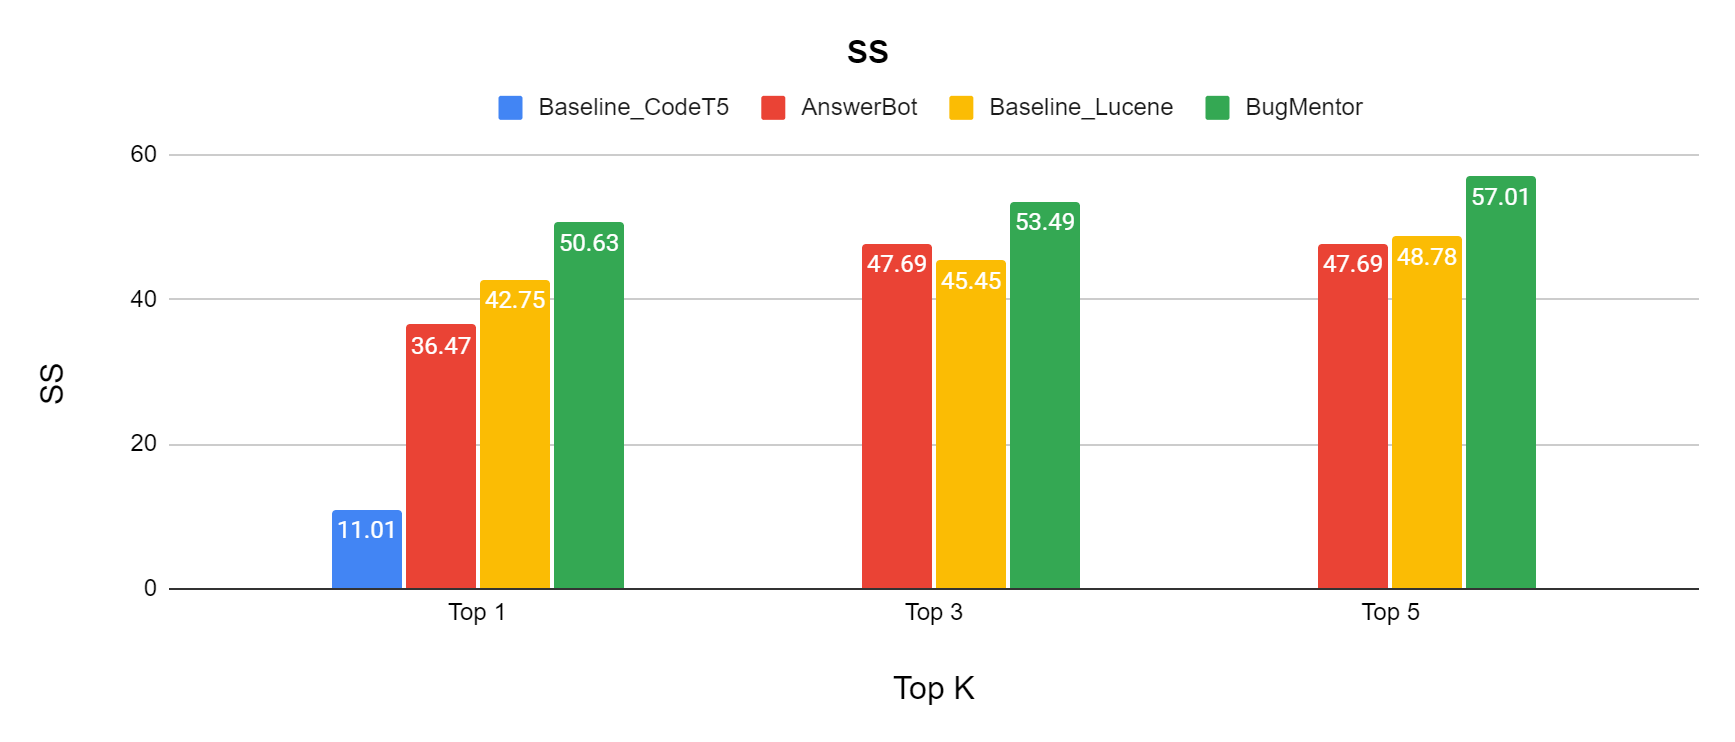 SS
Baseline_CodeT5 AnswerBot Baseline_Lucene BugMentor
60
40
20
0
SS
11.01 36.47 42.75 50.63
47.69 45.45 53.49
47.69 48.78 57.01
Top 1 Top 3 Top 5
Top K